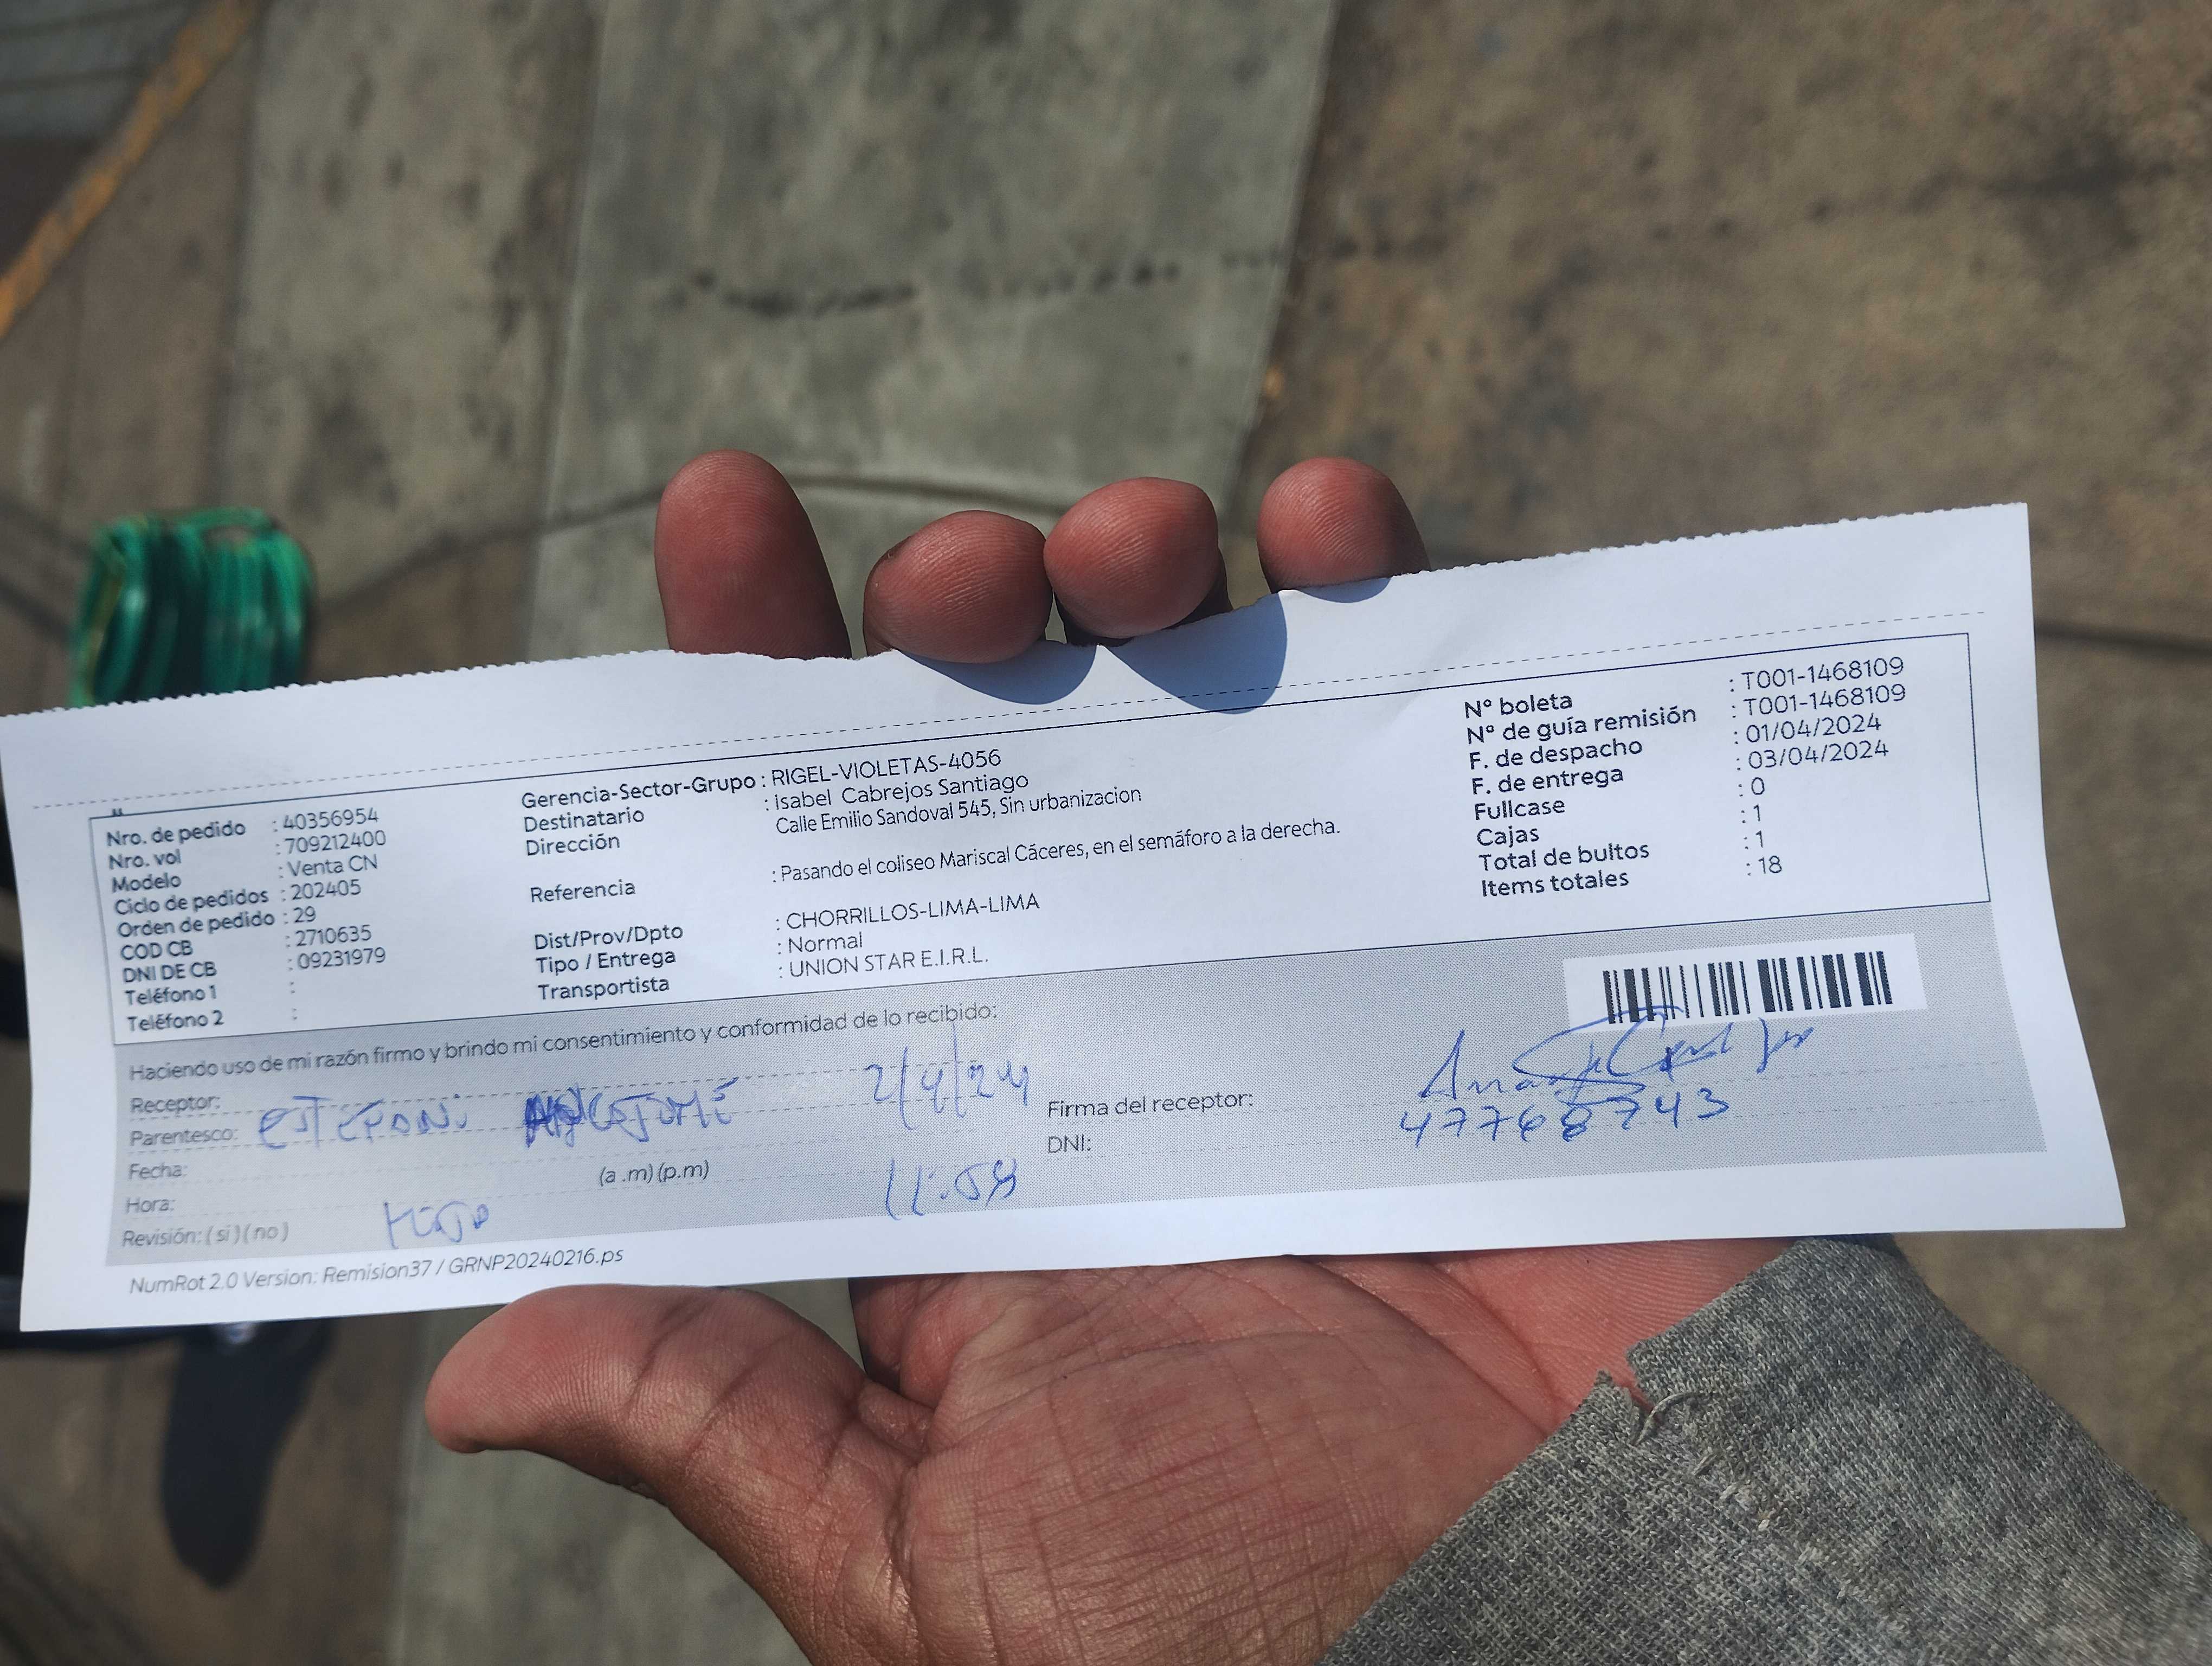 Nro. de pedido : 40356954
Nro. vol : 709212400
Modelo : Venta CN
Ciclo de pedidos : 202405
Orden de pedido : 29
COD CB : 2710635
DNI DE CB : 09231979
Teléfono 1 :
Teléfono 2 :
Gerencia-Sector-Grupo : RIGEL-VIOLETAS-4056
Destinatario : Isabel Cabrejos Santiago
Dirección Calle Emilio Sandoval 545, Sin urbanizacion
Referencia : Pasando el coliseo Mariscal Cáceres, en el semáforo a la derecha.
Dist/Prov/Dpto : CHORRILLOS-LIMA-LIMA
Tipo / Entrega : Normal
Transportista : UNION STAR E.I.R.L.
N° boleta : T001-1468109
N° de guía remisión : T001-1468109
F. de despacho : 01/04/2024
F. de entrega : 03/04/2024
Fullcase : 0
Cajas : 1
Total de bultos : 1
Items totales : 18
Haciendo uso de mi razón firmo y brindo mi consentimiento y conformidad de lo recibido:
Receptor: 2/4/24
Parentesco:
Fecha: (a .m) (p.m)
Hora: 11:58
Revisión: ( si ) ( no )
Firma del receptor:
DNI: 47768743
NumRot 2.0 Version: Remision37 / GRNP20240216.ps